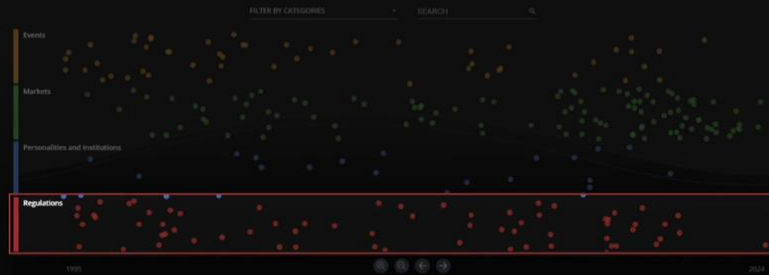 FILTER BY CATEGORIES
SEARCH
Events
Markets
Personalities and Institutions
Regulations
1995
2024